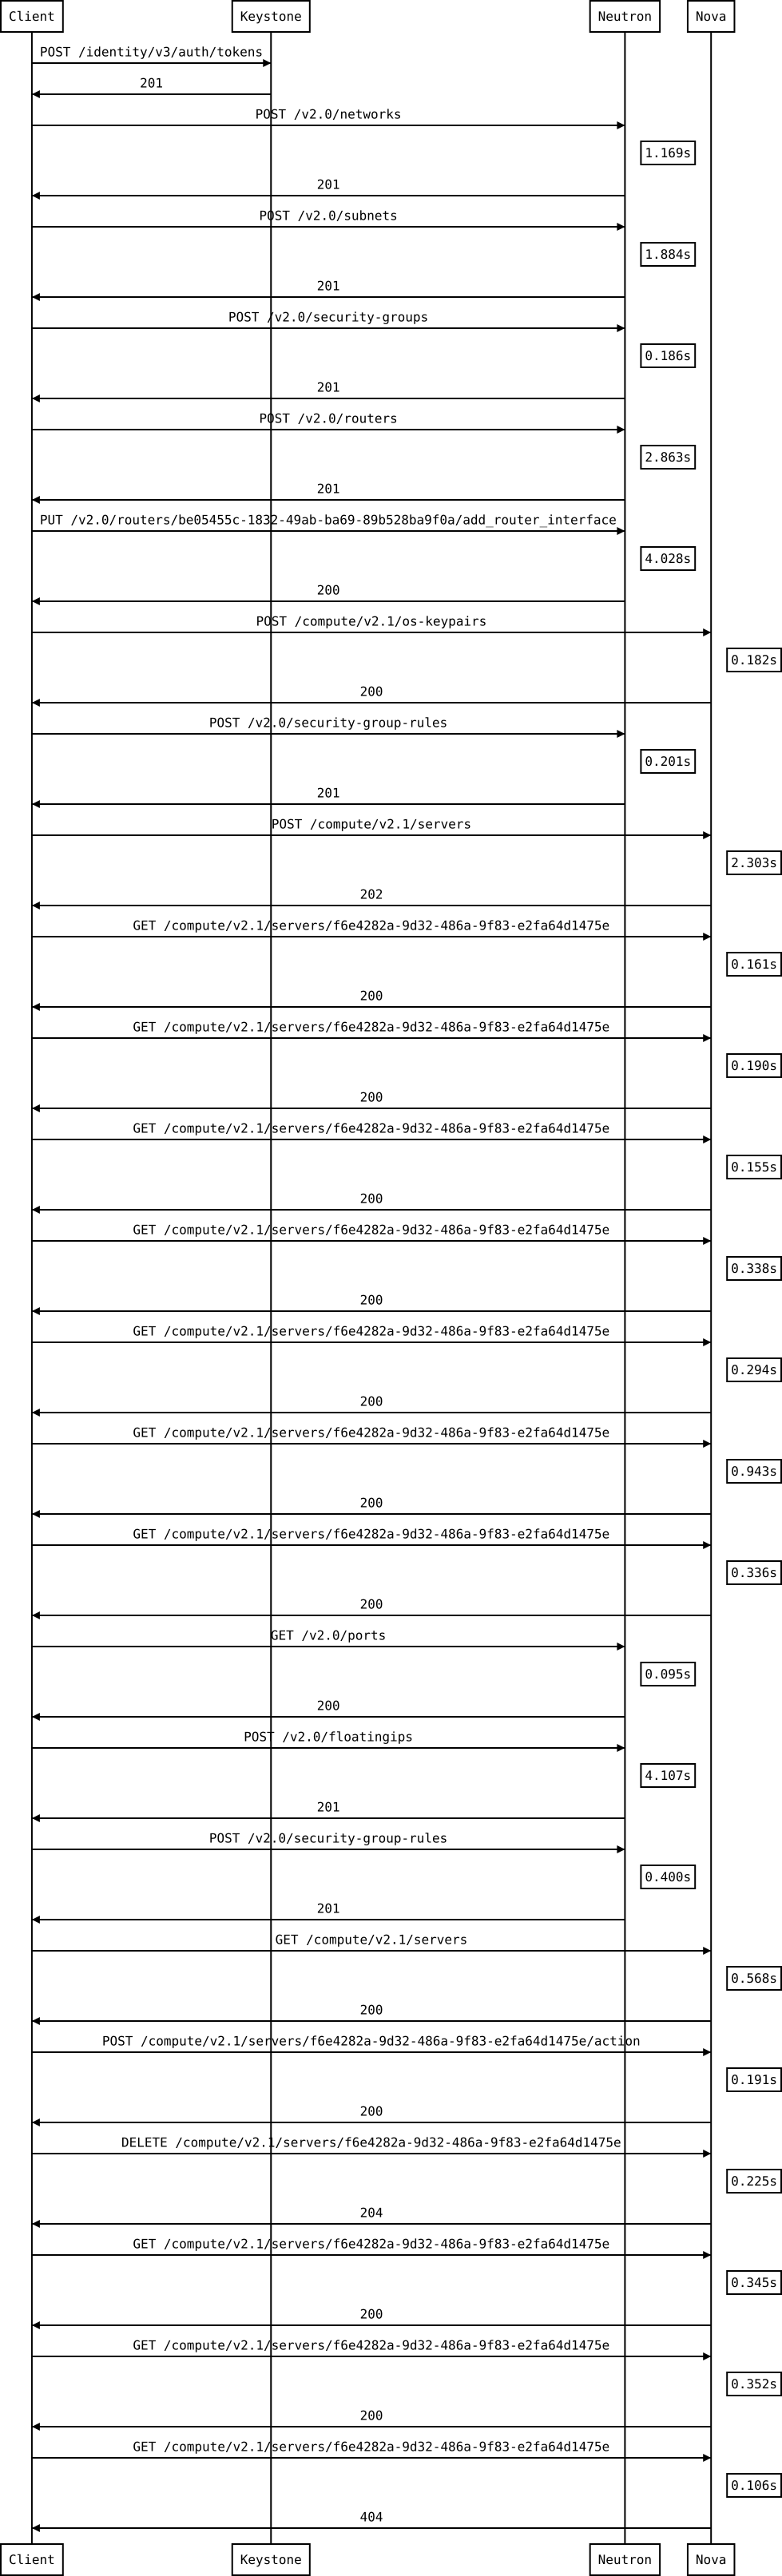 Client Keystone Neutron Nova
POST /identity/v3/auth/tokens
201
POST /v2.0/networks
1.169s
201
POST /v2.0/subnets
1.884s
201
POST /v2.0/security-groups
0.186s
201
POST /v2.0/routers
2.863s
201
PUT /v2.0/routers/be05455c-1832-49ab-ba69-89b528ba9f0a/add_router_interface
4.028s
200
POST /compute/v2.1/os-keypairs
0.182s
200
POST /v2.0/security-group-rules
0.201s
201
POST /compute/v2.1/servers
2.303s
202
GET /compute/v2.1/servers/f6e4282a-9d32-486a-9f83-e2fa64d1475e
0.161s
200
GET /compute/v2.1/servers/f6e4282a-9d32-486a-9f83-e2fa64d1475e
0.190s
200
GET /compute/v2.1/servers/f6e4282a-9d32-486a-9f83-e2fa64d1475e
0.155s
200
GET /compute/v2.1/servers/f6e4282a-9d32-486a-9f83-e2fa64d1475e
0.338s
200
GET /compute/v2.1/servers/f6e4282a-9d32-486a-9f83-e2fa64d1475e
0.294s
200
GET /compute/v2.1/servers/f6e4282a-9d32-486a-9f83-e2fa64d1475e
0.943s
200
GET /compute/v2.1/servers/f6e4282a-9d32-486a-9f83-e2fa64d1475e
0.336s
200
GET /v2.0/ports
0.095s
200
POST /v2.0/floatingips
4.107s
201
POST /v2.0/security-group-rules
0.400s
201
GET /compute/v2.1/servers
0.568s
200
POST /compute/v2.1/servers/f6e4282a-9d32-486a-9f83-e2fa64d1475e/action
0.191s
200
DELETE /compute/v2.1/servers/f6e4282a-9d32-486a-9f83-e2fa64d1475e
0.225s
204
GET /compute/v2.1/servers/f6e4282a-9d32-486a-9f83-e2fa64d1475e
0.345s
200
GET /compute/v2.1/servers/f6e4282a-9d32-486a-9f83-e2fa64d1475e
0.352s
200
GET /compute/v2.1/servers/f6e4282a-9d32-486a-9f83-e2fa64d1475e
0.106s
404
Client Keystone Neutron Nova